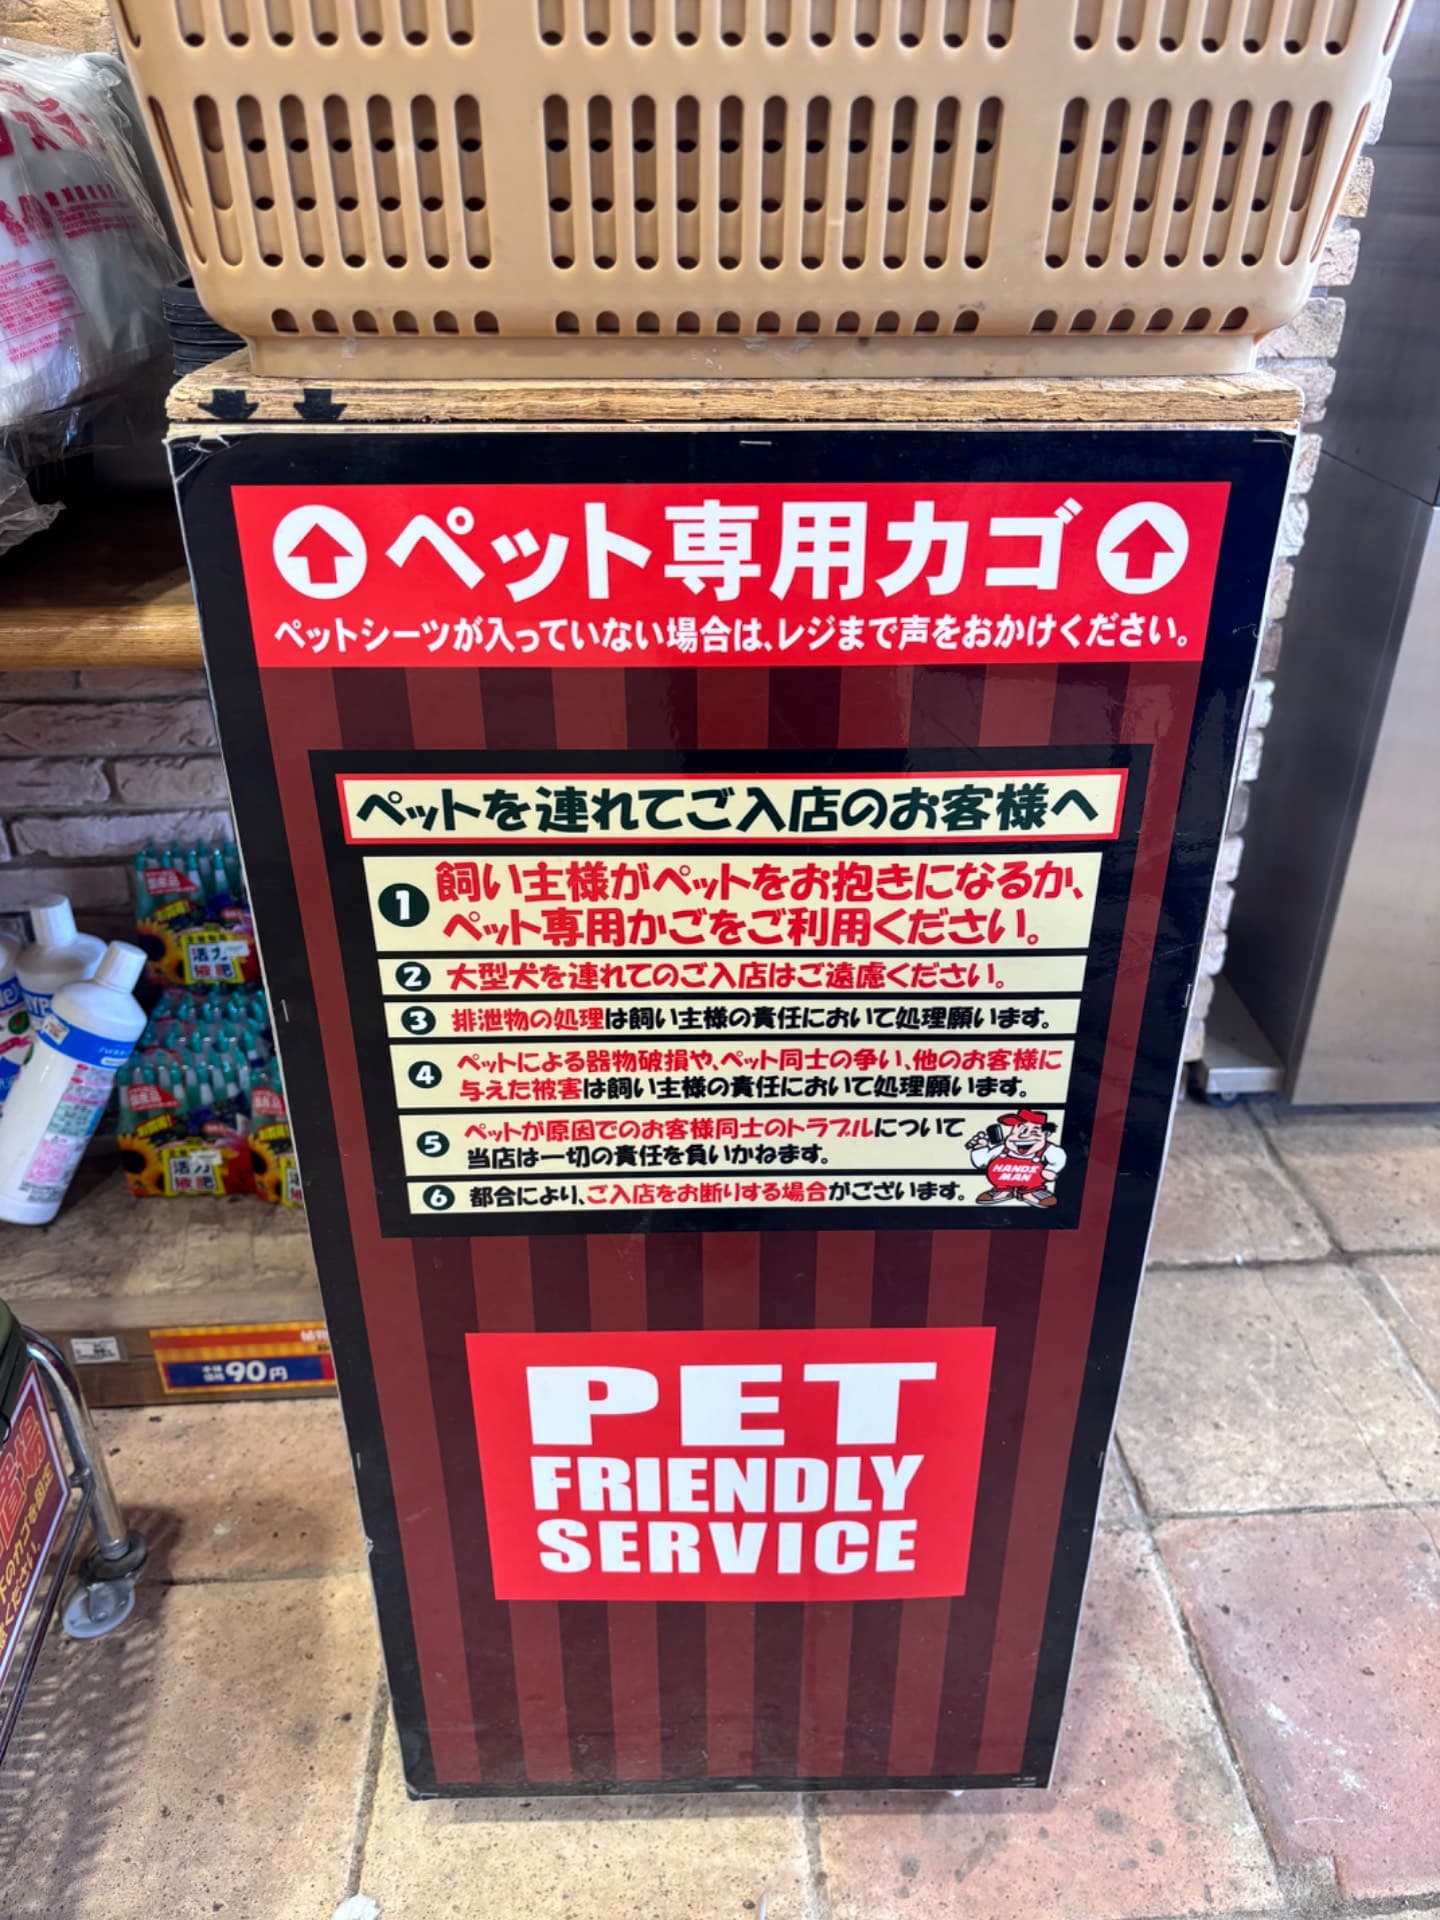 ペット専用カゴ
ペットシーツが入っていない場合は、レジまで声をおかけください。
ペットを連れてご入店のお客様へ
1 飼い主様がペットをお抱きになるか、
ペット専用かごをご利用ください。
2 大型犬を連れてのご入店はご遠慮ください。
3 排泄物の処理は飼い主様の責任において処理願います。
4 ペットによる器物破損や、ペット同士の争い、他のお客様に
与えた被害は飼い主様の責任において処理願います。
5 ペットが原因でのお客様同士のトラブルについて
当店は一切の責任を負いかねます。
HANDS
MAN
6 都合により、ご入店をお断りする場合がございます。
PET
FRIENDLY
SERVICE
活力
液肥
活力
液肥
90円